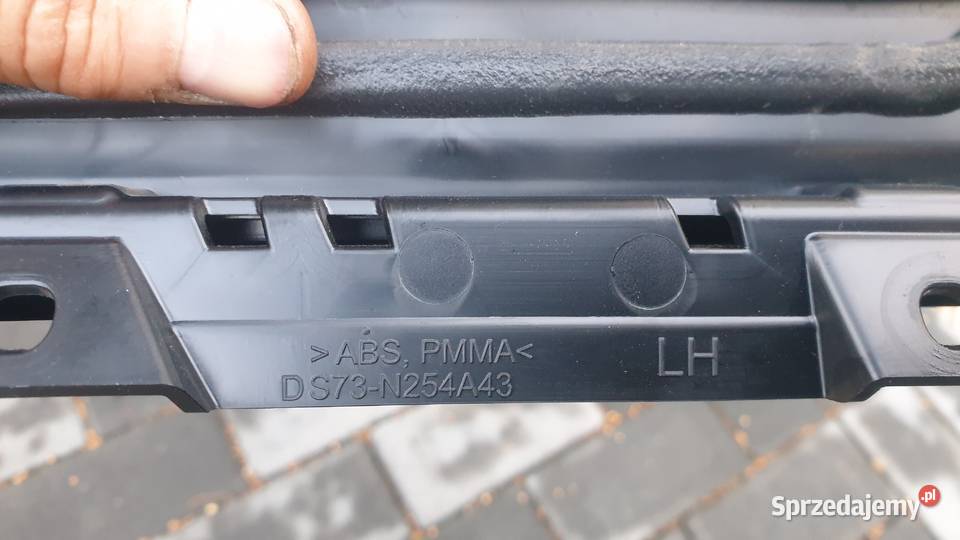 >ABS, PMMA<
LH
DS73-N254A43
Sprzedajemy.pl